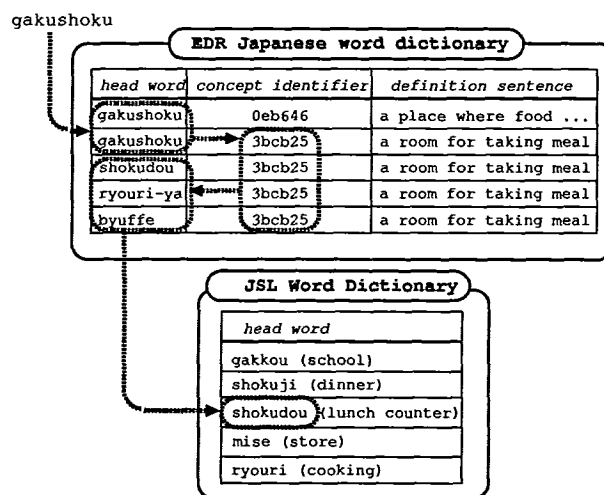 gakushoku
EDR Japanese word dictionary
head word concept identifier definition sentence
gakushoku 0eb646 a place where food ...
gakushoku 3bcb25 a room for taking meal
shokudou 3bcb25 a room for taking meal
ryouri-ya 3bcb25 a room for taking meal
byuffe 3bcb25 a room for taking meal
JSL Word Dictionary
head word
gakkou (school)
shokuji (dinner)
shokudou (lunch counter)
mise (store)
ryouri (cooking)